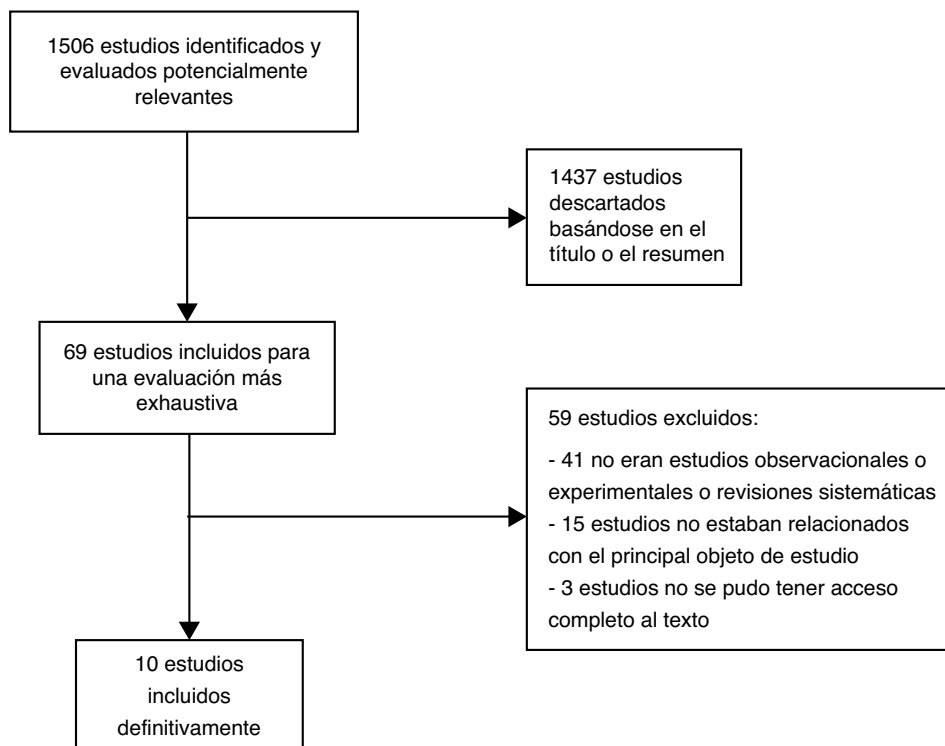 1506 estudios identificados y
evaluados potencialmente
relevantes
1437 estudios
descartados
basándose en el
título o el resumen
69 estudios incluidos para
una evaluación más
exhaustiva
59 estudios excluidos:
- 41 no eran estudios observacionales o
experimentales o revisiones sistemáticas
- 15 estudios no estaban relacionados
con el principal objeto de estudio
- 3 estudios no se pudo tener acceso
completo al texto
10 estudios
incluidos
definitivamente